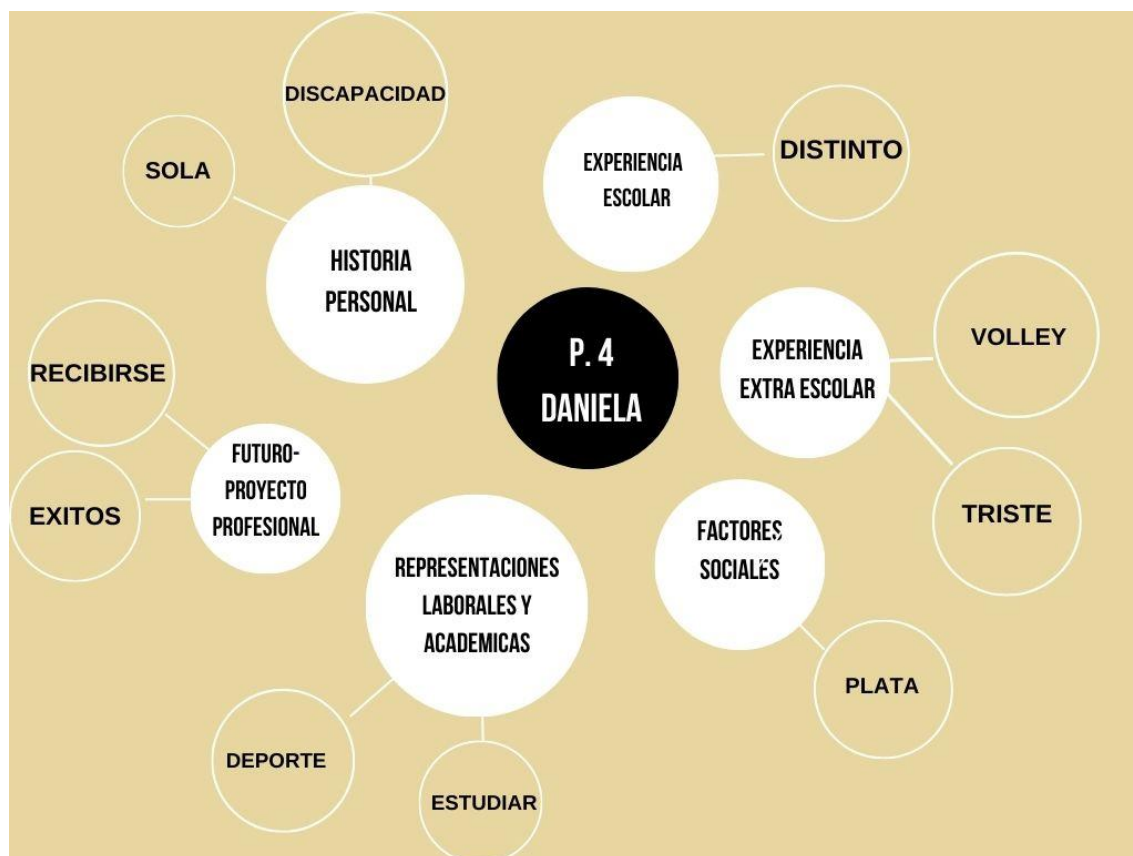 DISCAPACIDAD
SOLA
HISTORIA
PERSONAL
EXPERIENCIA
ESCOLAR
DISTINTO
P. 4
DANIELA
EXPERIENCIA
EXTRA ESCOLAR
VOLLEY
TRISTE
RECIBIRSE
EXITOS
FUTURO-
PROYECTO
PROFESIONAL
REPRESENTACIONES
LABORALES Y
ACADEMICAS
FACTORES
SOCIALES
PLATA
DEPORTE
ESTUDIAR